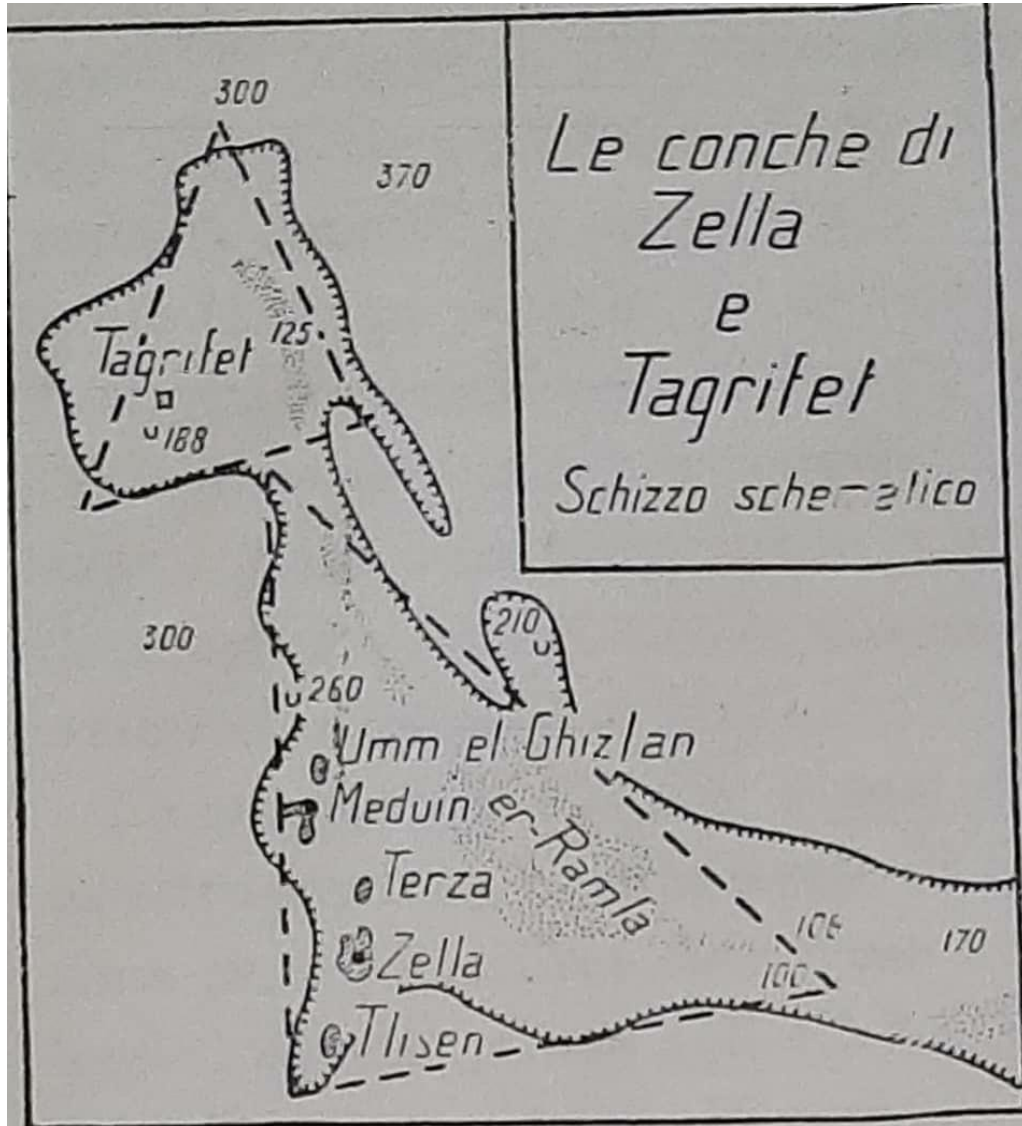 Le conche di
Zella
e
Tagrifet
Schizzo
300
370
125
Tagrifet
188
300
210
260
Umm el Ghizlan
Meduin
er-Ramla
Terza
Zella
170
100
Tlisen